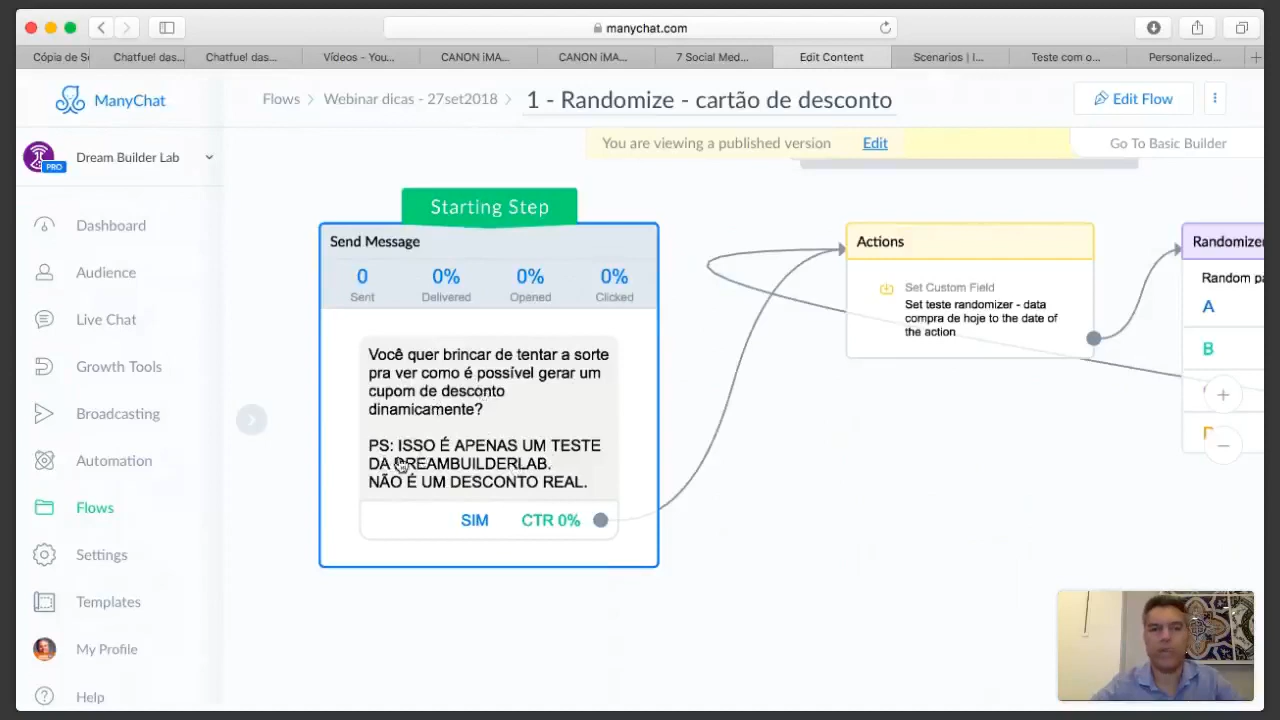 manychat.com
Cópia de S
Chatfuel das...
Chatfuel das...
Vídeos - You...
CANON iMA...
CANON iMA...
7 Social Med...
Edit Content
Scenarios | I...
Teste com o...
Personalized...
ManyChat
Flows
Webinar dicas - 27set2018
1 - Randomize - cartão de desconto
Edit Flow
You are viewing a published version
Edit
Go To Basic Builder
Dream Builder Lab
PRO
Dashboard
Audience
Live Chat
Growth Tools
Broadcasting
Automation
Flows
Settings
Templates
My Profile
Help
Starting Step
Send Message
0
0%
0%
0%
Sent
Delivered
Opened
Clicked
Você quer brincar de tentar a sorte
pra ver como é possível gerar um
cupom de desconto
dinamicamente?
PS: ISSO É APENAS UM TESTE
DA DREAMBUILDERLAB.
NÃO É UM DESCONTO REAL.
SIM
CTR 0%
Actions
Set Custom Field
Set teste randomizer - data
compra de hoje to the date of
the action
Randomize
Random pa
A
B